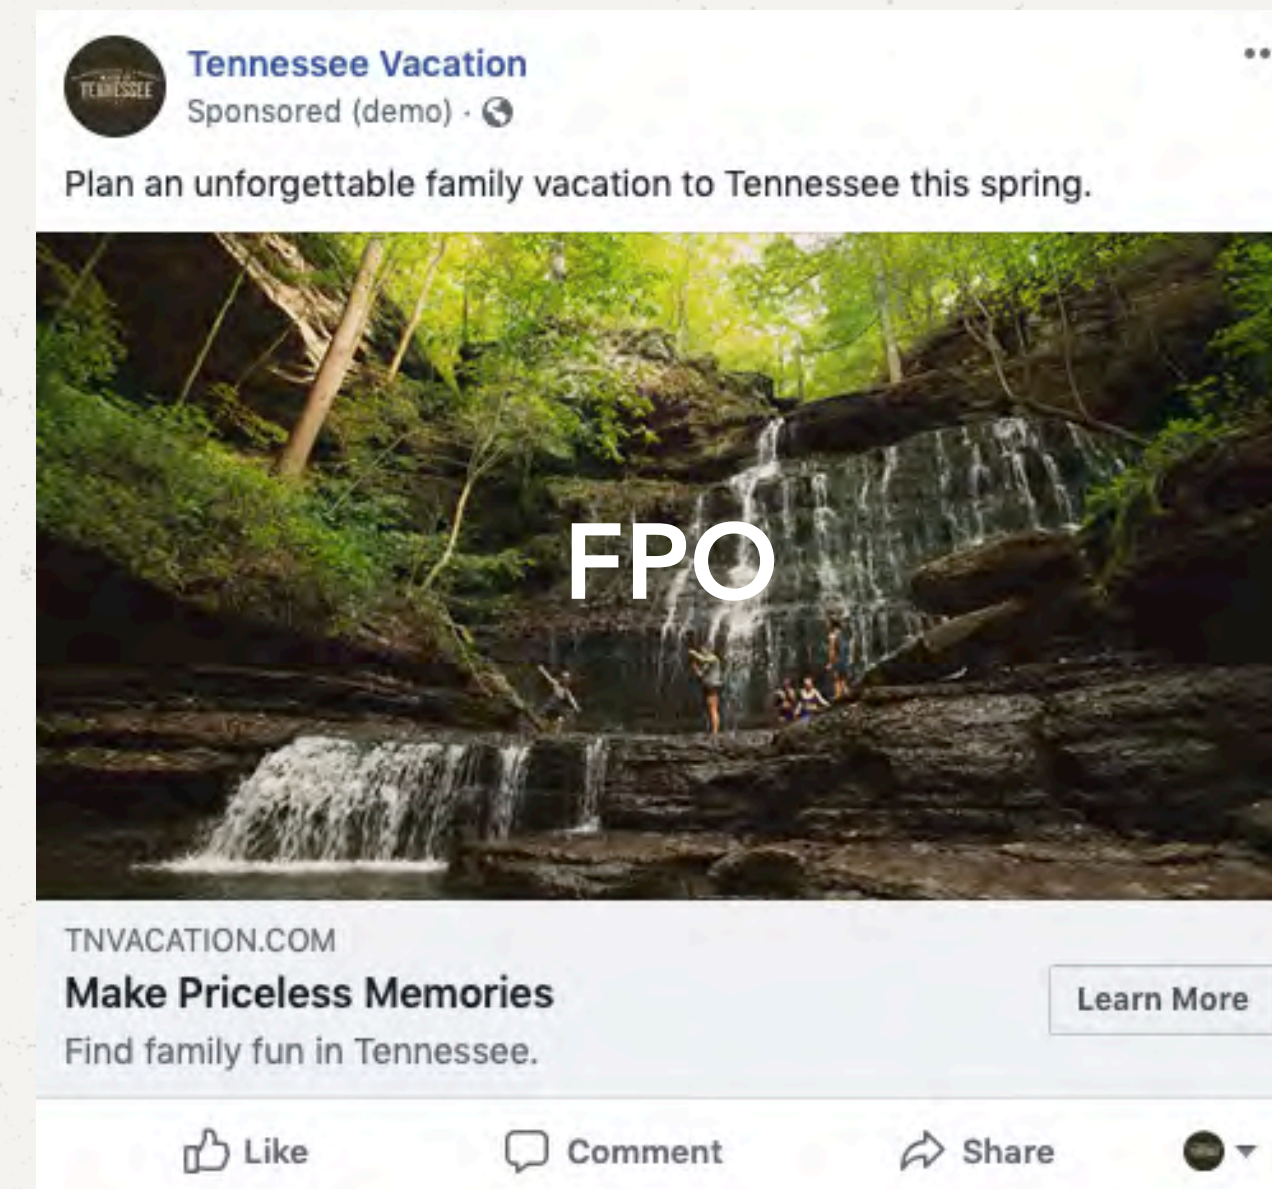 TENNESSEE
Tennessee Vacation
Sponsored (demo) ·
Plan an unforgettable family vacation to Tennessee this spring.
FPO
TNVACATION.COM
Make Priceless Memories
Learn More
Find family fun in Tennessee.
Like
Comment
Share